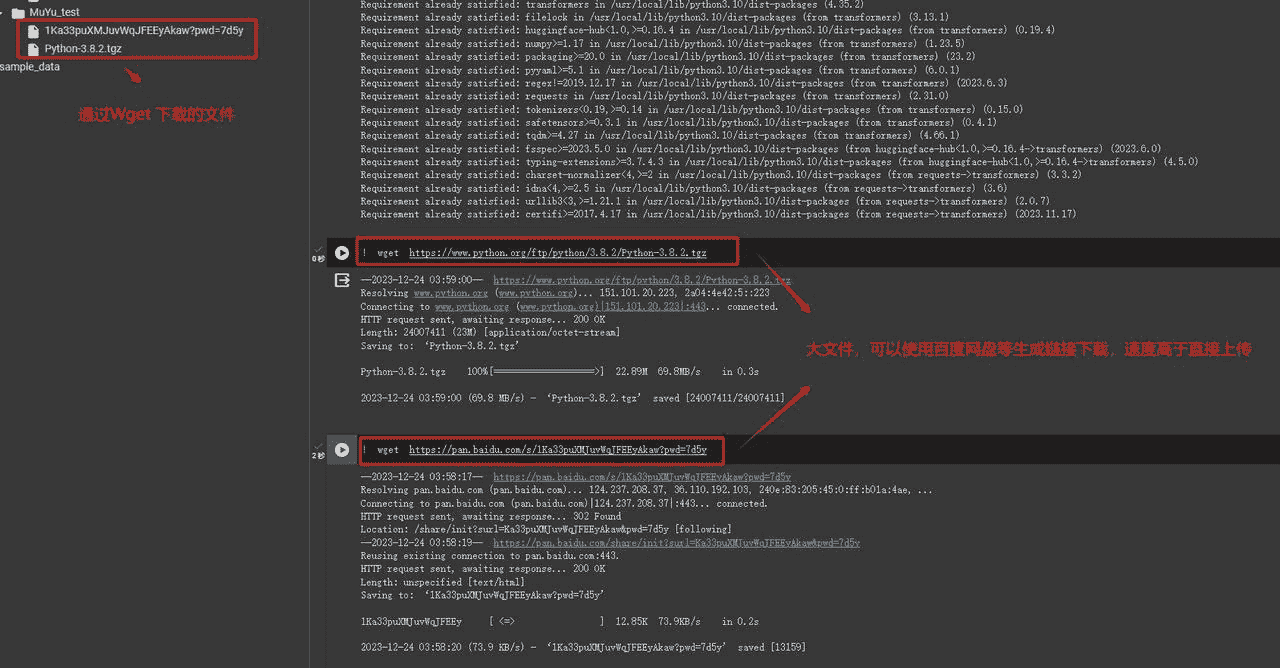 MuYu_test
1Ka33puXMJuvWqJFEEyAkaw?pwd=7d5y
Python-3.8.2.tgz
sample_data
通过Wget 下载的文件
Requirement already satisfied: transformers in /usr/local/lib/python3.10/dist-packages (4.35.2)
Requirement already satisfied: filelock in /usr/local/lib/python3.10/dist-packages (from transformers) (3.13.1)
Requirement already satisfied: huggingface-hub<1.0,>=0.16.4 in /usr/local/lib/python3.10/dist-packages (from transformers) (0.19.4)
Requirement already satisfied: numpy>=1.17 in /usr/local/lib/python3.10/dist-packages (from transformers) (1.23.5)
Requirement already satisfied: packaging>=20.0 in /usr/local/lib/python3.10/dist-packages (from transformers) (23.2)
Requirement already satisfied: pyyaml>=5.1 in /usr/local/lib/python3.10/dist-packages (from transformers) (6.0.1)
Requirement already satisfied: regex!=2019.12.17 in /usr/local/lib/python3.10/dist-packages (from transformers) (2023.6.3)
Requirement already satisfied: requests in /usr/local/lib/python3.10/dist-packages (from transformers) (2.31.0)
Requirement already satisfied: tokenizers<0.19,>=0.14 in /usr/local/lib/python3.10/dist-packages (from transformers) (0.15.0)
Requirement already satisfied: safetensors>=0.3.1 in /usr/local/lib/python3.10/dist-packages (from transformers) (0.4.1)
Requirement already satisfied: tqdm>=4.27 in /usr/local/lib/python3.10/dist-packages (from transformers) (4.66.1)
Requirement already satisfied: fsspec>=2023.5.0 in /usr/local/lib/python3.10/dist-packages (from huggingface-hub<1.0,>=0.16.4->transformers) (2023.6.0)
Requirement already satisfied: typing-extensions>=3.7.4.3 in /usr/local/lib/python3.10/dist-packages (from huggingface-hub<1.0,>=0.16.4->transformers) (4.5.0)
Requirement already satisfied: charset-normalizer<4,>=2 in /usr/local/lib/python3.10/dist-packages (from requests->transformers) (3.3.2)
Requirement already satisfied: idna<4,>=2.5 in /usr/local/lib/python3.10/dist-packages (from requests->transformers) (3.6)
Requirement already satisfied: urllib3<3,>=1.21.1 in /usr/local/lib/python3.10/dist-packages (from requests->transformers) (2.0.7)
Requirement already satisfied: certifi>=2017.4.17 in /usr/local/lib/python3.10/dist-packages (from requests->transformers) (2023.11.17)
0秒
! wget https://www.python.org/ftp/python/3.8.2/Python-3.8.2.tgz
--2023-12-24 03:59:00-- https://www.python.org/ftp/python/3.8.2/Python-3.8.2.tgz
Resolving www.python.org (www.python.org)... 151.101.20.223, 2a04:4e42:5::223
Connecting to www.python.org (www.python.org)|151.101.20.223|:443... connected.
HTTP request sent, awaiting response... 200 OK
Length: 24007411 (23M) [application/octet-stream]
Saving to: ‘Python-3.8.2.tgz’
Python-3.8.2.tgz 100%[===================>] 22.89M 69.8MB/s in 0.3s
2023-12-24 03:59:00 (69.8 MB/s) - ‘Python-3.8.2.tgz’ saved [24007411/24007411]
大文件，可以使用百度网盘等生成链接下载，速度高于直接上传
2秒
! wget https://pan.baidu.com/s/1Ka33puXMJuvWqJFEEyAkaw?pwd=7d5y
--2023-12-24 03:58:17-- https://pan.baidu.com/s/1Ka33puXMJuvWqJFEEyAkaw?pwd=7d5y
Resolving pan.baidu.com (pan.baidu.com)... 124.237.208.37, 36.110.192.103, 240e:83:205:45:0:ff:b01a:4ae, ...
Connecting to pan.baidu.com (pan.baidu.com)|124.237.208.37|:443... connected.
HTTP request sent, awaiting response... 302 Found
Location: /share/init?surl=Ka33puXMJuvWqJFEEyAkaw&pwd=7d5y [following]
--2023-12-24 03:58:19-- https://pan.baidu.com/share/init?surl=Ka33puXMJuvWqJFEEyAkaw&pwd=7d5y
Reusing existing connection to pan.baidu.com:443.
HTTP request sent, awaiting response... 200 OK
Length: unspecified [text/html]
Saving to: ‘1Ka33puXMJuvWqJFEEyAkaw?pwd=7d5y’
1Ka33puXMJuvWqJFEEy [ <=> ] 12.85K 73.9KB/s in 0.2s
2023-12-24 03:58:20 (73.9 KB/s) - ‘1Ka33puXMJuvWqJFEEyAkaw?pwd=7d5y’ saved [13159]